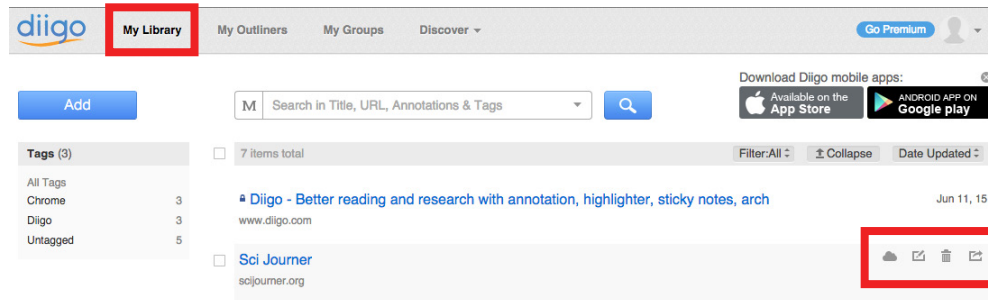 diigo My Library My Outliners My Groups Discover Go Premium
Download Diigo mobile apps:
Add M Search in Title, URL, Annotations & Tags
Available on the App Store
ANDROID APP ON Google play
Tags (3) 7 items total Filter:All Collapse Date Updated
All Tags
Chrome 3
Diigo 3
Untagged 5
Diigo - Better reading and research with annotation, highlighter, sticky notes, arch Jun 11, 15
www.diigo.com
Sci Journer
scijourner.org